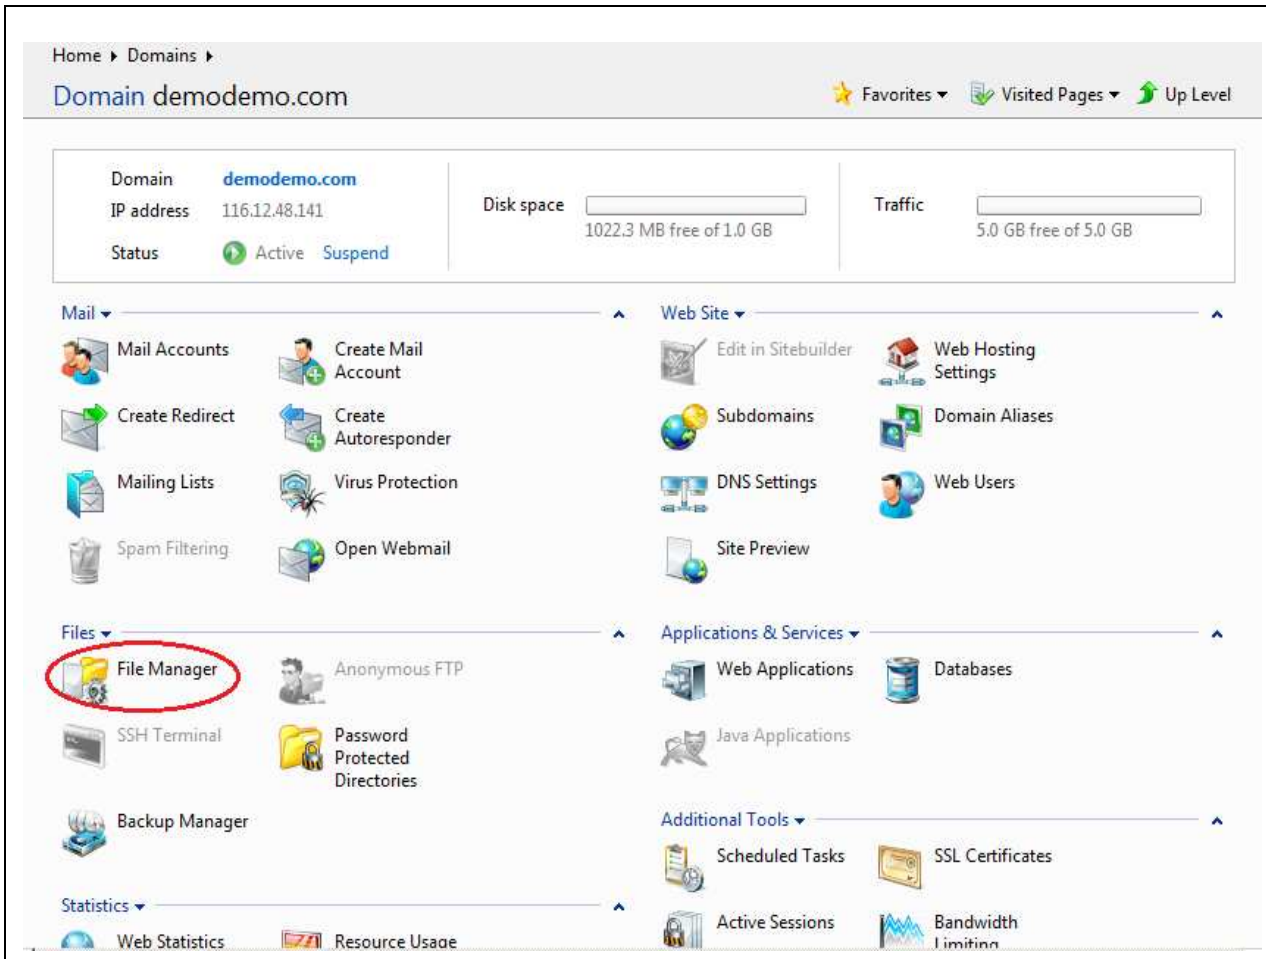 Home Domains
Domain demodemo.com
Favorites Visited Pages Up Level
Domain demodemo.com
IP address 116.12.48.141
Status Active Suspend
Disk space
1022.3 MB free of 1.0 GB
Traffic
5.0 GB free of 5.0 GB
Mail
Mail Accounts
Create Mail
Account
Create Redirect
Create
Autoresponder
Mailing Lists
Virus Protection
Spam Filtering
Open Webmail
Web Site
Edit in Sitebuilder
Web Hosting
Settings
Subdomains
Domain Aliases
DNS Settings
Web Users
Site Preview
Files
File Manager
Anonymous FTP
SSH Terminal
Password
Protected
Directories
Backup Manager
Applications & Services
Web Applications
Databases
Java Applications
Additional Tools
Scheduled Tasks
SSL Certificates
Active Sessions
Bandwidth
Limiting
Statistics
Web Statistics
Resource Usage